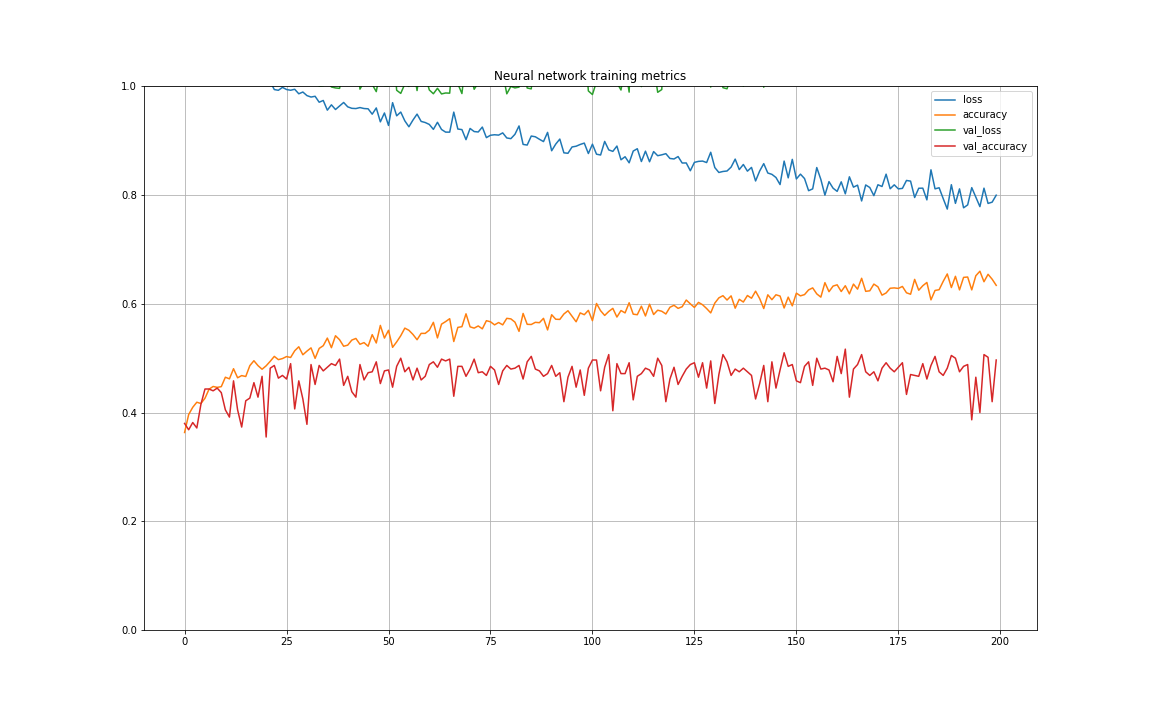 Neural network training metrics
1.0
loss
accuracy
val_loss
val_accuracy
0.8
0.6
0.4
0.2
0.0
0 25 50 75 100 125 150 175 200